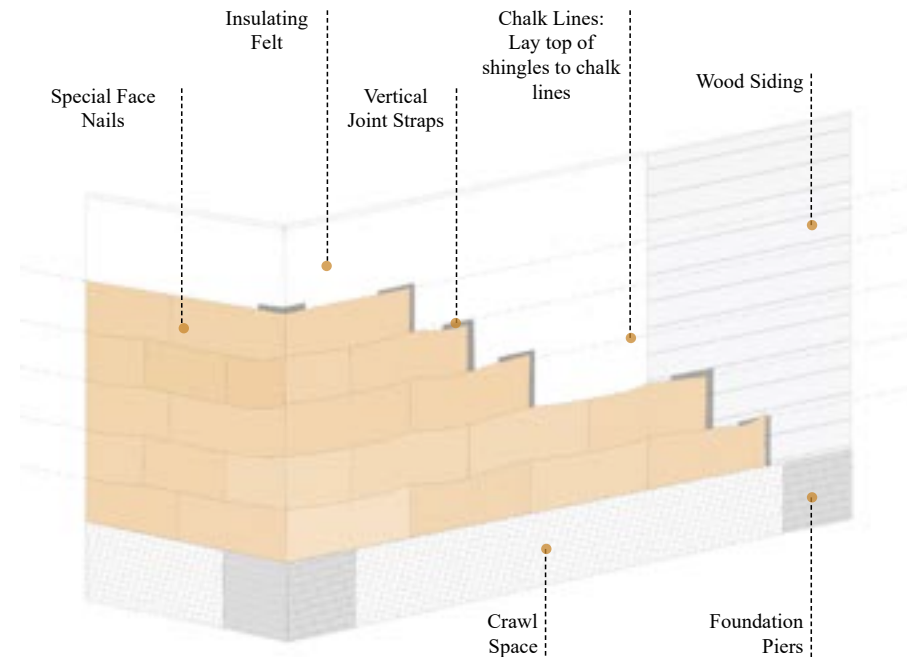 Insulating
Felt
Chalk Lines:
Lay top of
shingles to chalk
lines
Wood Siding
Special Face
Nails
Vertical
Joint Straps
Crawl
Space
Foundation
Piers